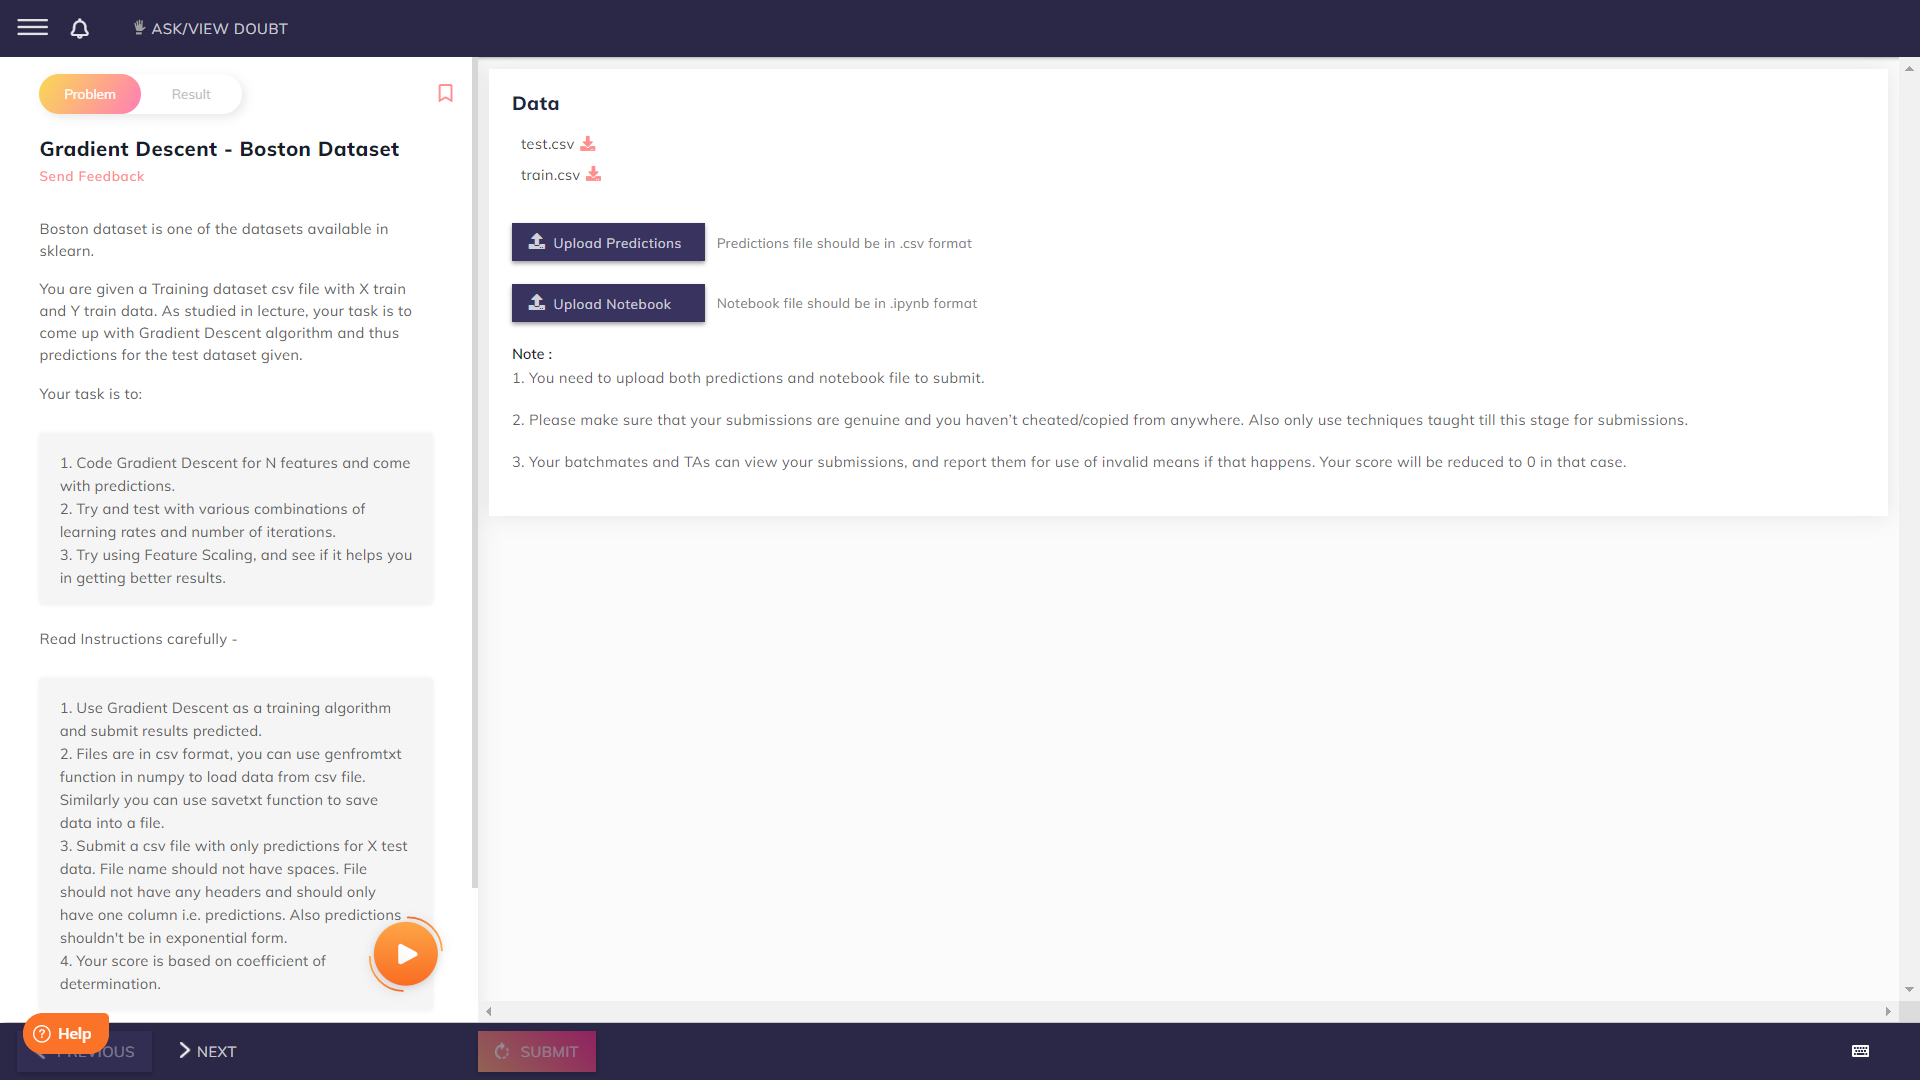 ASK/VIEW DOUBT
Problem
Result
Gradient Descent - Boston Dataset
Send Feedback
Boston dataset is one of the datasets available in
sklearn.
You are given a Training dataset csv file with X train
and Y train data. As studied in lecture, your task is to
come up with Gradient Descent algorithm and thus
predictions for the test dataset given.
Your task is to:
1. Code Gradient Descent for N features and come
with predictions.
2. Try and test with various combinations of
learning rates and number of iterations.
3. Try using Feature Scaling, and see if it helps you
in getting better results.
Read Instructions carefully -
1. Use Gradient Descent as a training algorithm
and submit results predicted.
2. Files are in csv format, you can use genfromtxt
function in numpy to load data from csv file.
Similarly you can use savetxt function to save
data into a file.
3. Submit a csv file with only predictions for X test
data. File name should not have spaces. File
should not have any headers and should only
have one column i.e. predictions. Also predictions
shouldn't be in exponential form.
4. Your score is based on coefficient of
determination.
Data
test.csv
train.csv
Upload Predictions
Predictions file should be in .csv format
Upload Notebook
Notebook file should be in .ipynb format
Note :
1. You need to upload both predictions and notebook file to submit.
2. Please make sure that your submissions are genuine and you haven’t cheated/copied from anywhere. Also only use techniques taught till this stage for submissions.
3. Your batchmates and TAs can view your submissions, and report them for use of invalid means if that happens. Your score will be reduced to 0 in that case.
Help
PREVIOUS
NEXT
SUBMIT